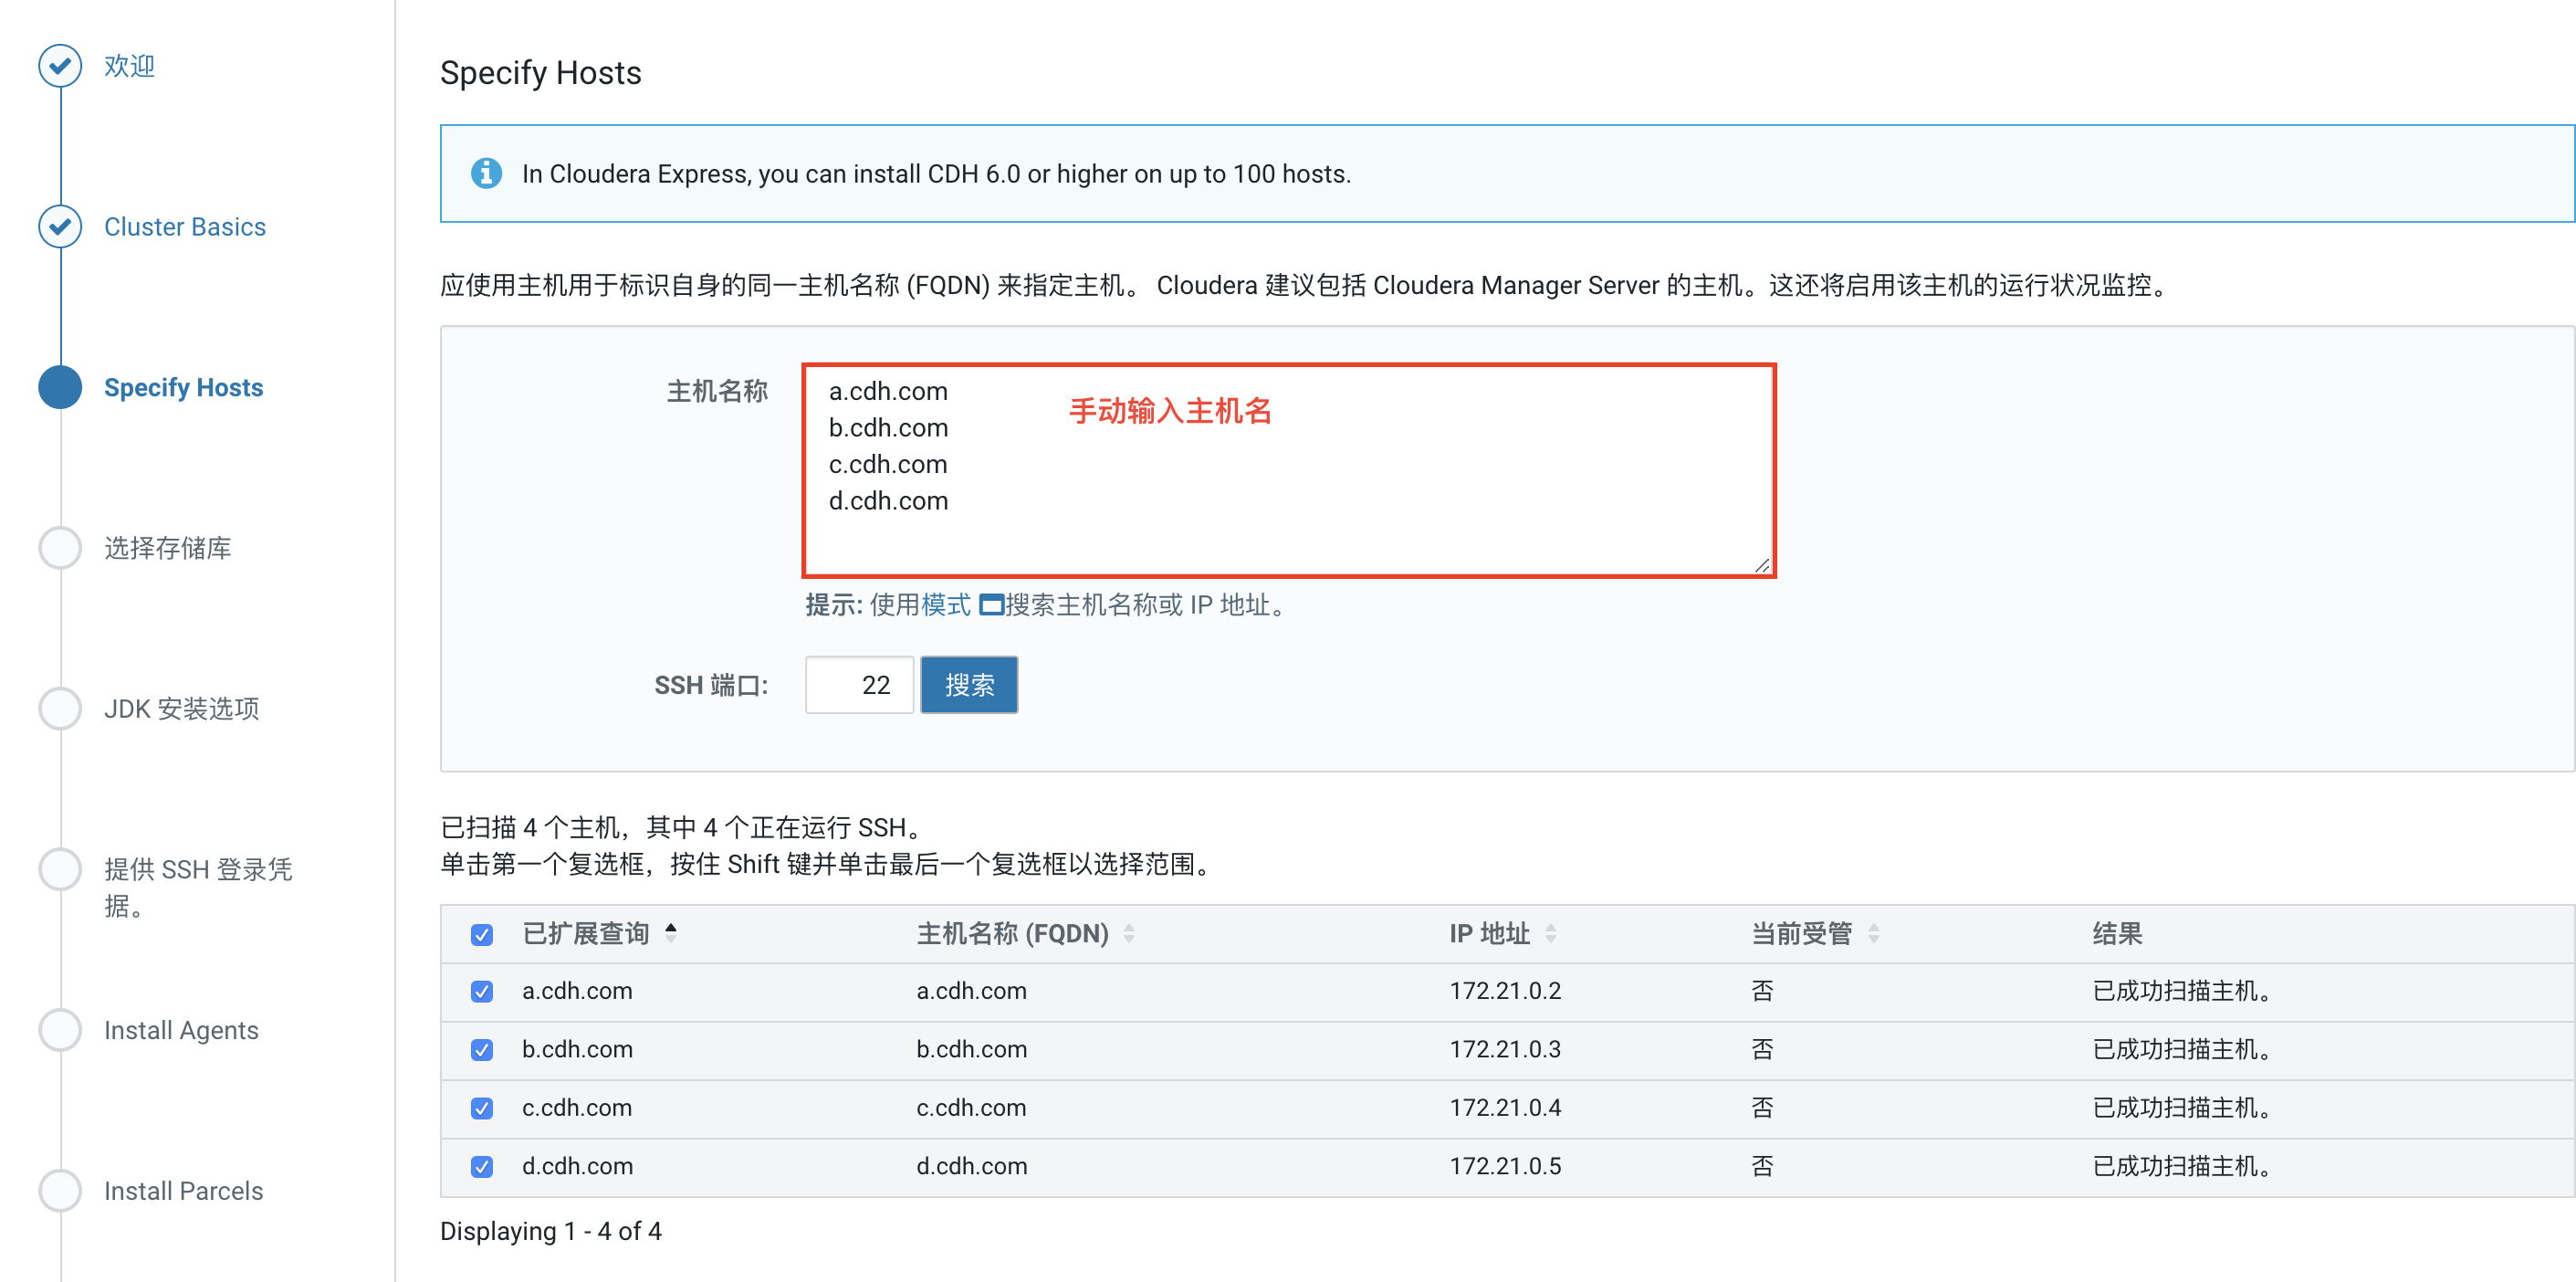 欢迎
Cluster Basics
Specify Hosts
选择存储库
JDK 安装选项
提供 SSH 登录凭
据。
Install Agents
Install Parcels
Specify Hosts
In Cloudera Express, you can install CDH 6.0 or higher on up to 100 hosts.
应使用主机用于标识自身的同一主机名称 (FQDN) 来指定主机。 Cloudera 建议包括 Cloudera Manager Server 的主机。这还将启用该主机的运行状况监控。
主机名称
a.cdh.com
手动输入主机名
b.cdh.com
c.cdh.com
d.cdh.com
提示: 使用模式 搜索主机名称或 IP 地址。
SSH 端口: 22 搜索
已扫描 4 个主机，其中 4 个正在运行 SSH。
单击第一个复选框，按住 Shift 键并单击最后一个复选框以选择范围。
已扩展查询 主机名称 (FQDN) IP 地址 当前受管 结果
a.cdh.com a.cdh.com 172.21.0.2 否 已成功扫描主机。
b.cdh.com b.cdh.com 172.21.0.3 否 已成功扫描主机。
c.cdh.com c.cdh.com 172.21.0.4 否 已成功扫描主机。
d.cdh.com d.cdh.com 172.21.0.5 否 已成功扫描主机。
Displaying 1 - 4 of 4